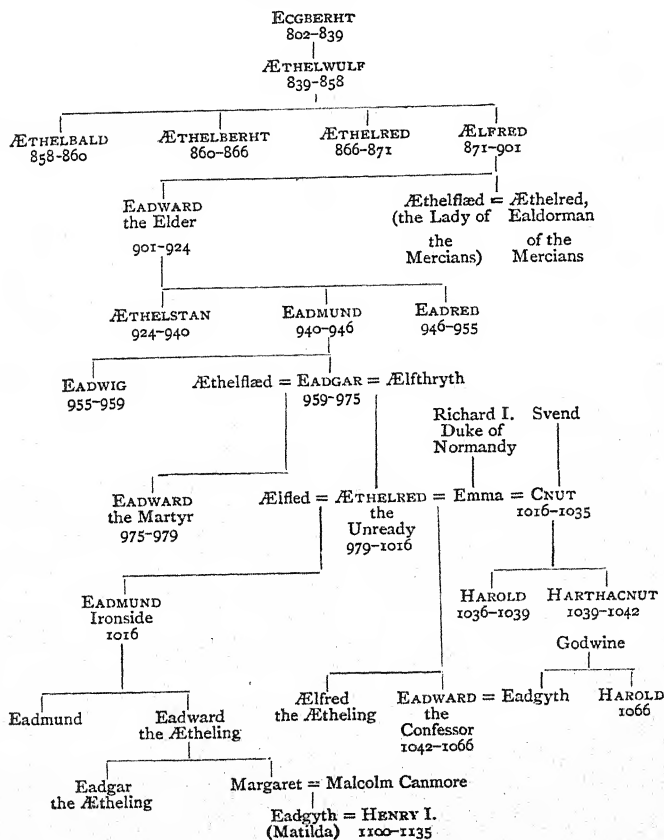 ECGBERHT
802–839
ÆTHELWULF
839–858
ÆTHELBALD ÆTHELBERHT ÆTHELRED ÆLFRED
858–860 860–866 866–871 871–901
EADWARD
the Elder
901–924
Æthelflæd = Æthelred,
(the Lady of Ealdorman
the of the
Mercians) Mercians
ÆTHELSTAN EADMUND EADRED
924–940 940–946 946–955
EADWIG
955–959
Æthelflæd = EADGAR = Ælfthryth
959–975
Richard I. Svend
Duke of
Normandy
EADWARD
the Martyr
975–979
Ælfled = ÆTHELRED = Emma = CNUT
the
Unready
979–1016
1016–1035
EADMUND
Ironside
1016
HAROLD HARTHACNUT
1036–1039 1039–1042
Godwine
Eadmund Eadward
the Ætheling
Ælfred
the Ætheling
EADWARD = Eadgyth HAROLD
the 1066
Confessor
1042–1066
Eadgar
the Ætheling
Margaret = Malcolm Canmore
Eadgyth = HENRY I.
(Matilda) 1100–1135